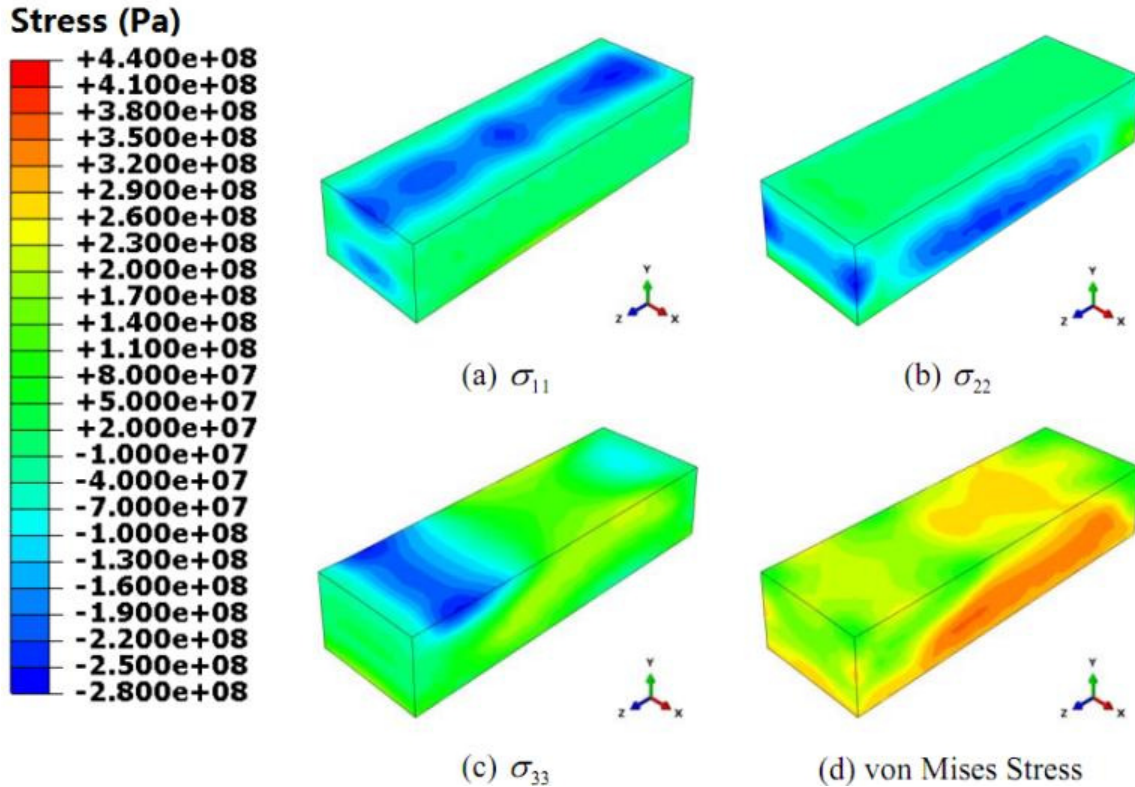 Stress (Pa)
+4.400e+08
+4.100e+08
+3.800e+08
+3.500e+08
+3.200e+08
+2.900e+08
+2.600e+08
+2.300e+08
+2.000e+08
+1.700e+08
+1.400e+08
+1.100e+08
+8.000e+07
+5.000e+07
+2.000e+07
-1.000e+07
-4.000e+07
-7.000e+07
-1.000e+08
-1.300e+08
-1.600e+08
-1.900e+08
-2.200e+08
-2.500e+08
-2.800e+08
Y
Z X
(a) σ₁₁
Y
Z X
(b) σ₂₂
Y
Z X
(c) σ₃₃
Y
Z X
(d) von Mises Stress